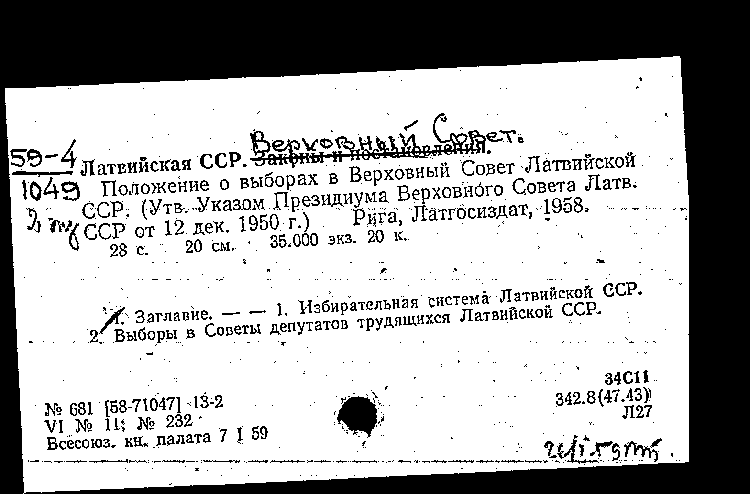 Верховный Совет.
59-4 Латвийская ССР. Законы и постановления.
1049 Положение о выборах в Верховный Совет Латвийской
ССР. (Утв. Указом Президиума Верховного Совета Латв.
ССР от 12 дек. 1950 г.) Рига, Латгосиздат, 1958.
28 с. 20 см. 35.000 экз. 20 к.
1. Заглавие. — — 1. Избирательная система Латвийской ССР.
2. Выборы в Советы депутатов трудящихся Латвийской ССР.
34С11
№ 681 [58-71047] 13-2 342.8(47.43)
VI № 11; № 232 Л27
Всесоюз. кн. палата 7 I 59